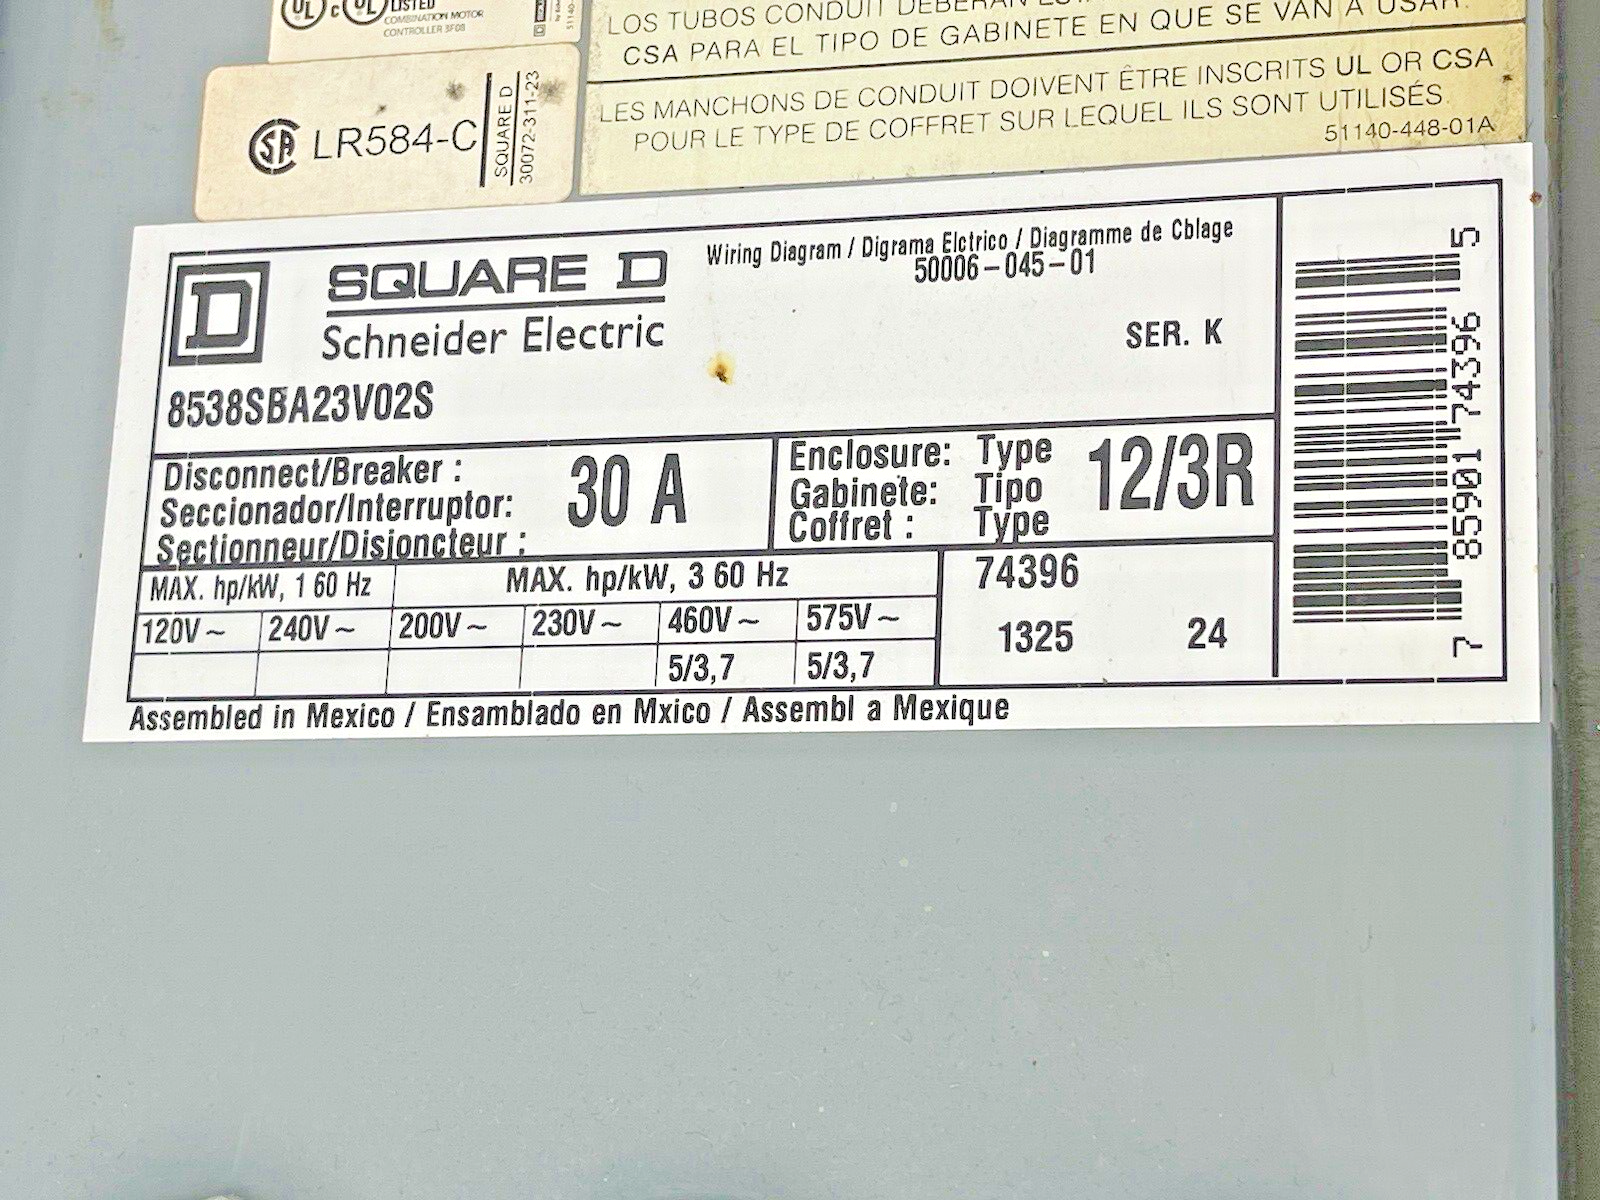 UL c UL LISTED
COMBINATION MOTOR
CONTROLLER 3F08
51140-
LOS TUBOS CONDUIT DEBERÁN
CSA PARA EL TIPO DE GABINETE EN QUE SE VAN A USAR.
LES MANCHONS DE CONDUIT DOIVENT ÊTRE INSCRITS UL OR CSA
POUR LE TYPE DE COFFRET SUR LEQUEL ILS SONT UTILISÉS.
51140-448-01A
SA LR584-C
SQUARE D
30072-311-23
D SQUARE D
Schneider Electric
Wiring Diagram / Digrama Elctrico / Diagramme de Cblage
50006-045-01
SER. K
8538SBA23V02S
Disconnect/Breaker :
Seccionador/Interruptor:
Sectionneur/Disjoncteur :
30 A
Enclosure: Type
Gabinete: Tipo
Coffret : Type
12/3R
MAX. hp/kW, 1 60 Hz MAX. hp/kW, 3 60 Hz
120V~ 240V~ 200V~ 230V~ 460V~ 575V~
5/3,7 5/3,7
74396
1325 24
Assembled in Mexico / Ensamblado en Mxico / Assembl a Mexique
7 85901 74396 5